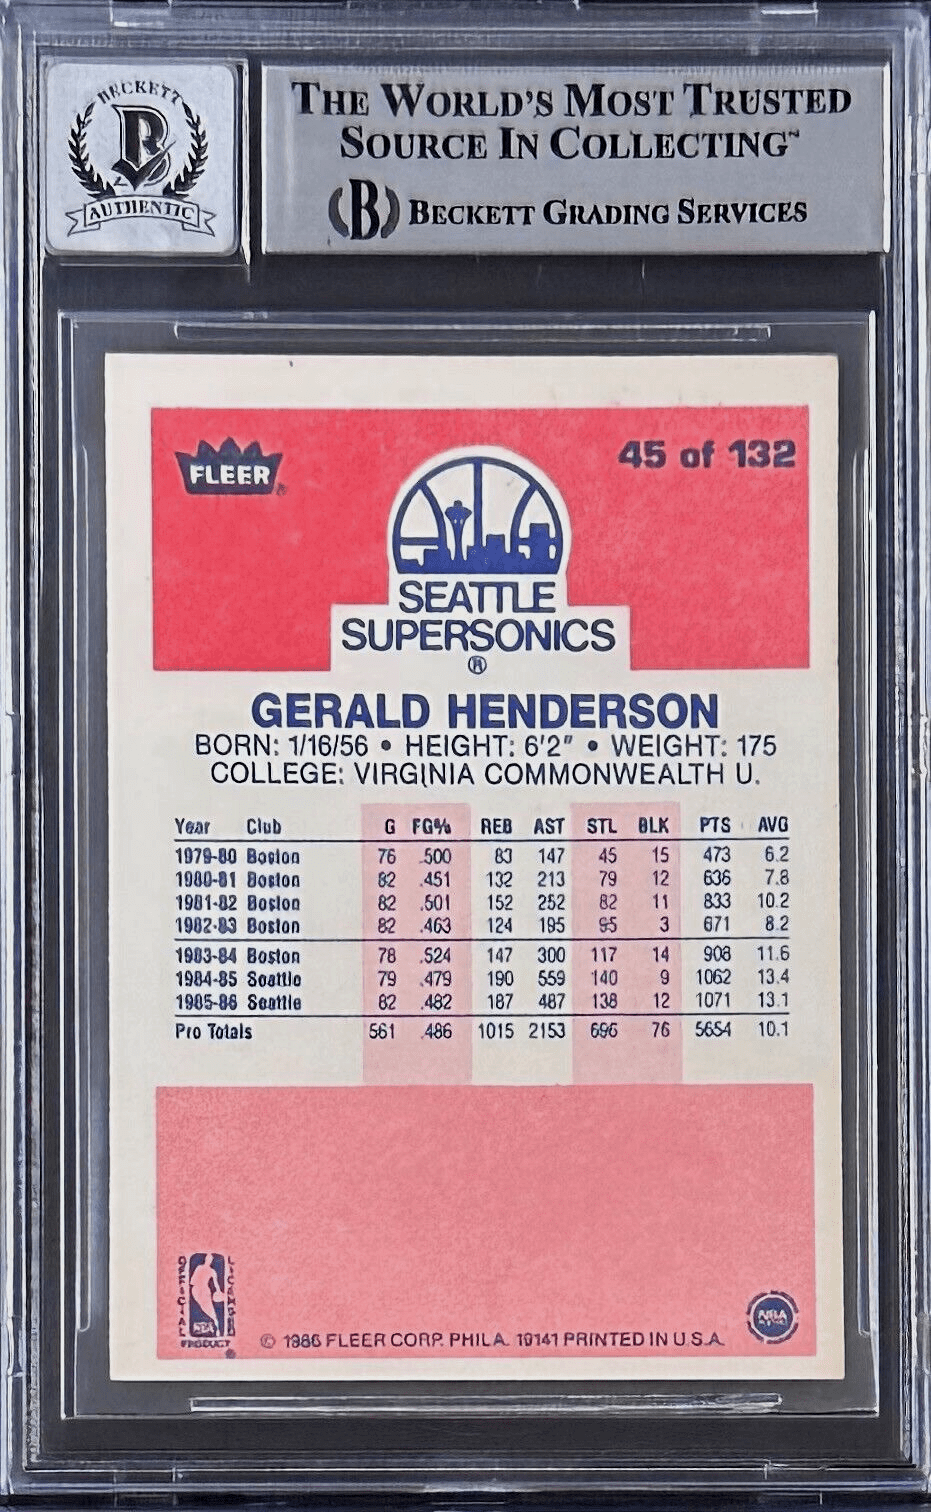 BECKETT
B
AUTHENTIC
THE WORLD'S MOST TRUSTED
SOURCE IN COLLECTING™
(B) BECKETT GRADING SERVICES
FLEER®
45 of 132
SEATTLE
SUPERSONICS
®
GERALD HENDERSON
BORN: 1/16/56 • HEIGHT: 6'2" • WEIGHT: 175
COLLEGE: VIRGINIA COMMONWEALTH U.
Year Club G FG% REB AST STL BLK PTS AVG
1979-80 Boston 76 .500 83 147 45 15 473 6.2
1980-81 Boston 82 .451 132 213 79 12 636 7.8
1981-82 Boston 82 .501 152 252 82 11 833 10.2
1982-83 Boston 82 .463 124 195 95 3 671 8.2
1983-84 Boston 78 .524 147 300 117 14 908 11.6
1984-85 Seattle 79 .479 190 559 140 9 1062 13.4
1985-86 Seattle 82 .482 187 487 138 12 1071 13.1
Pro Totals 561 .486 1015 2153 696 76 5654 10.1
OFFICIAL
LICENSED
NBA
PRODUCT
© 1986 FLEER CORP. PHILA. 19141 PRINTED IN U.S.A.